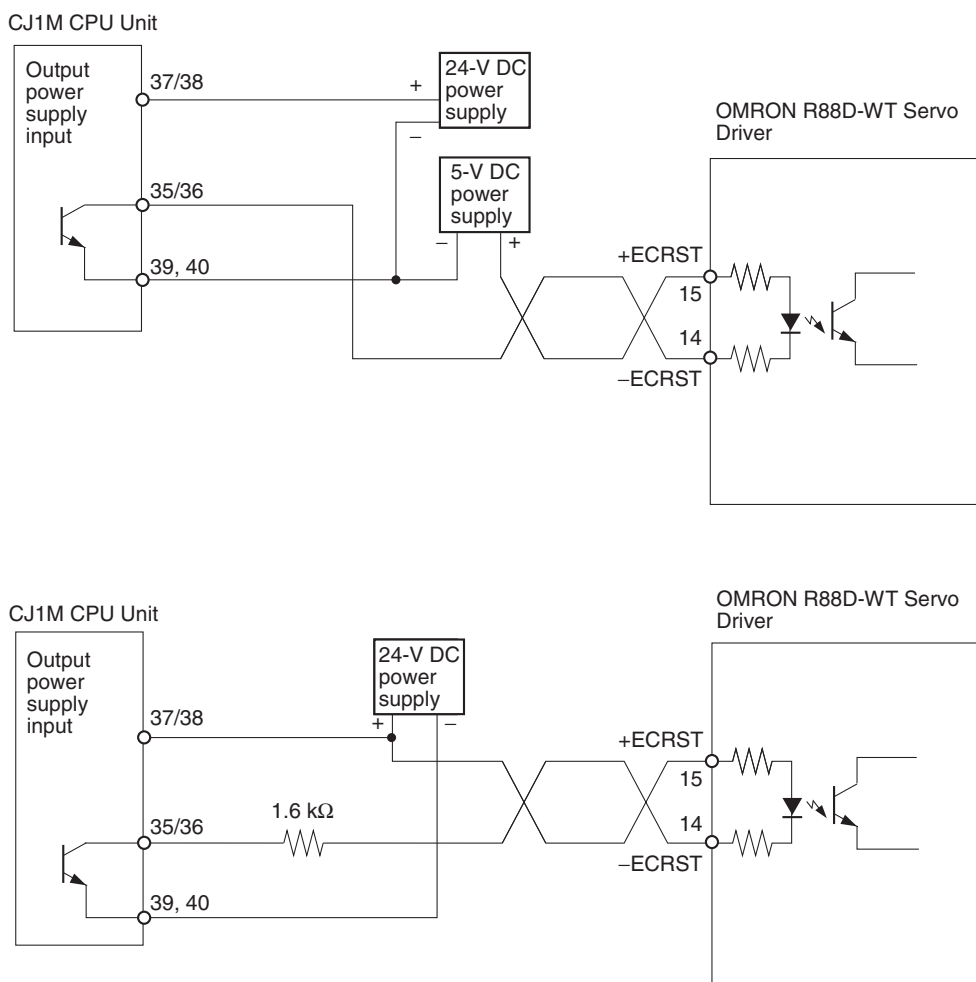 CJ1M CPU Unit
Output
power
supply
input
37/38
+
–
24-V DC
power
supply
OMRON R88D-WT Servo
Driver
35/36
5-V DC
power
supply
–
+
39, 40
+ECRST
15
14
–ECRST
CJ1M CPU Unit
Output
power
supply
input
37/38
24-V DC
power
supply
+
–
OMRON R88D-WT Servo
Driver
35/36
1.6 kΩ
39, 40
+ECRST
15
14
–ECRST